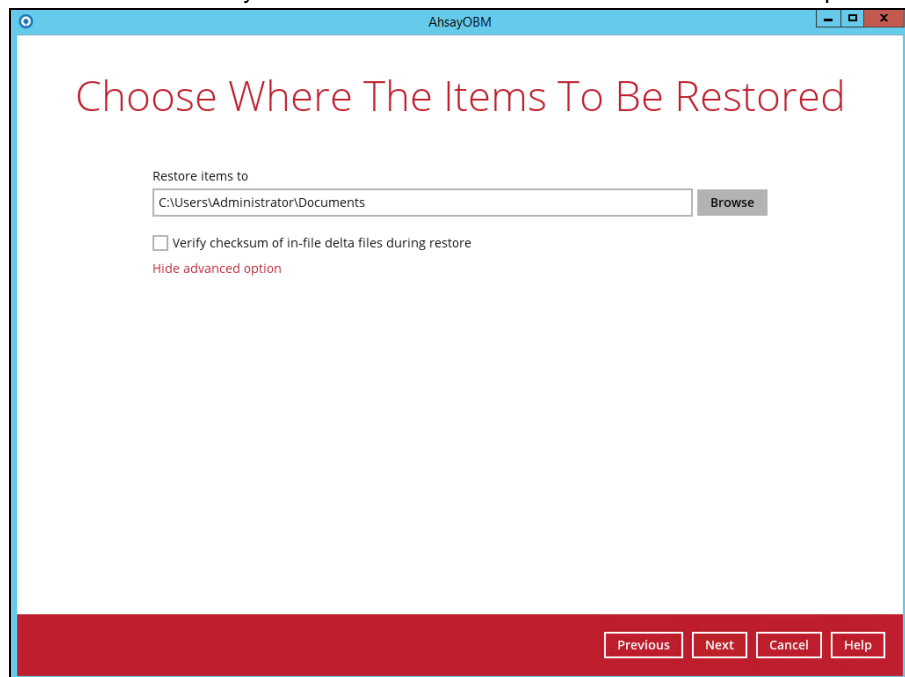 AhsayOBM
Choose Where The Items To Be Restored
Restore items to
C:\Users\Administrator\Documents
Browse
Verify checksum of in-file delta files during restore
Hide advanced option
Previous Next Cancel Help